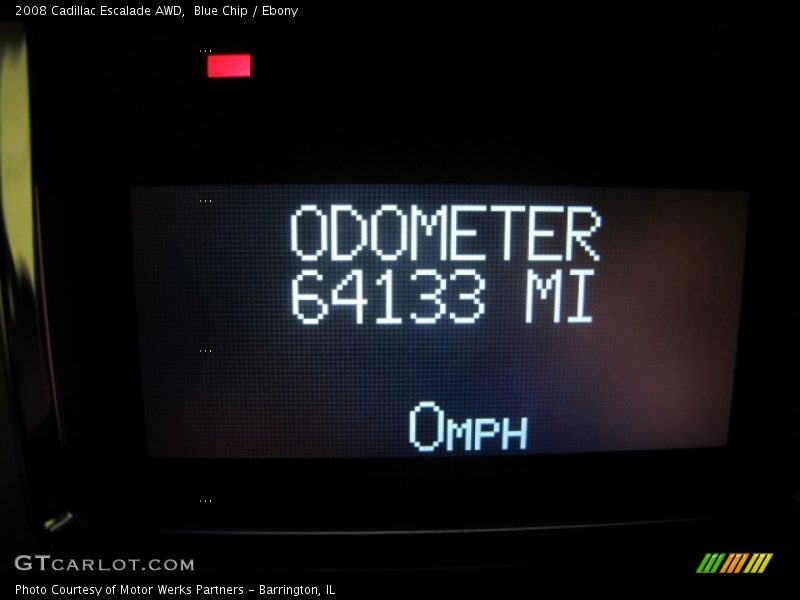 2008 Cadillac Escalade AWD,  Blue Chip / Ebony
ODOMETER
64133 MI
0MPH
GTCARLOT.COM
Photo Courtesy of Motor Werks Partners - Barrington, IL